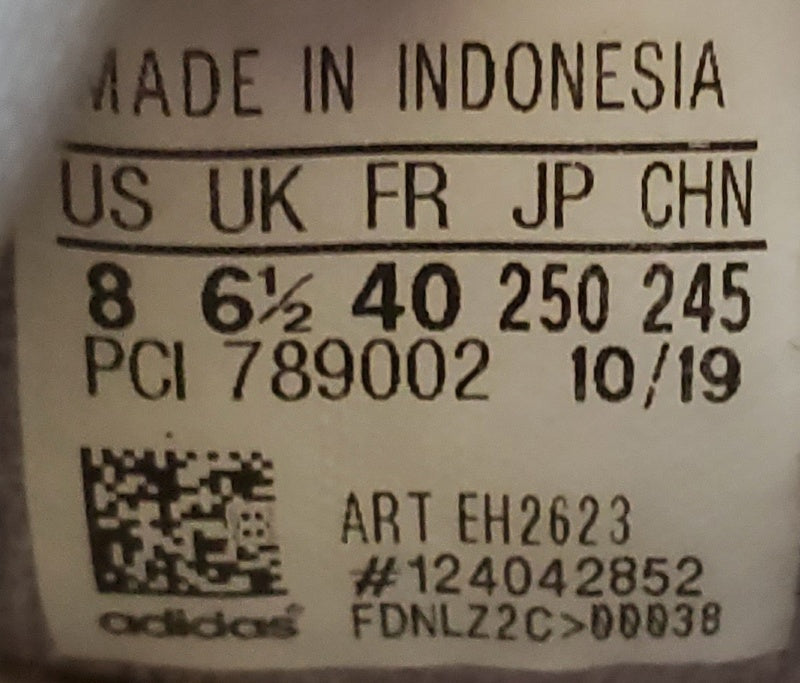 MADE IN INDONESIA
US UK FR JP CHN
8 6½ 40 250 245
PCI 789002 10/19
ART EH2623
#124042852
adidas® FDNLZ2C>00038